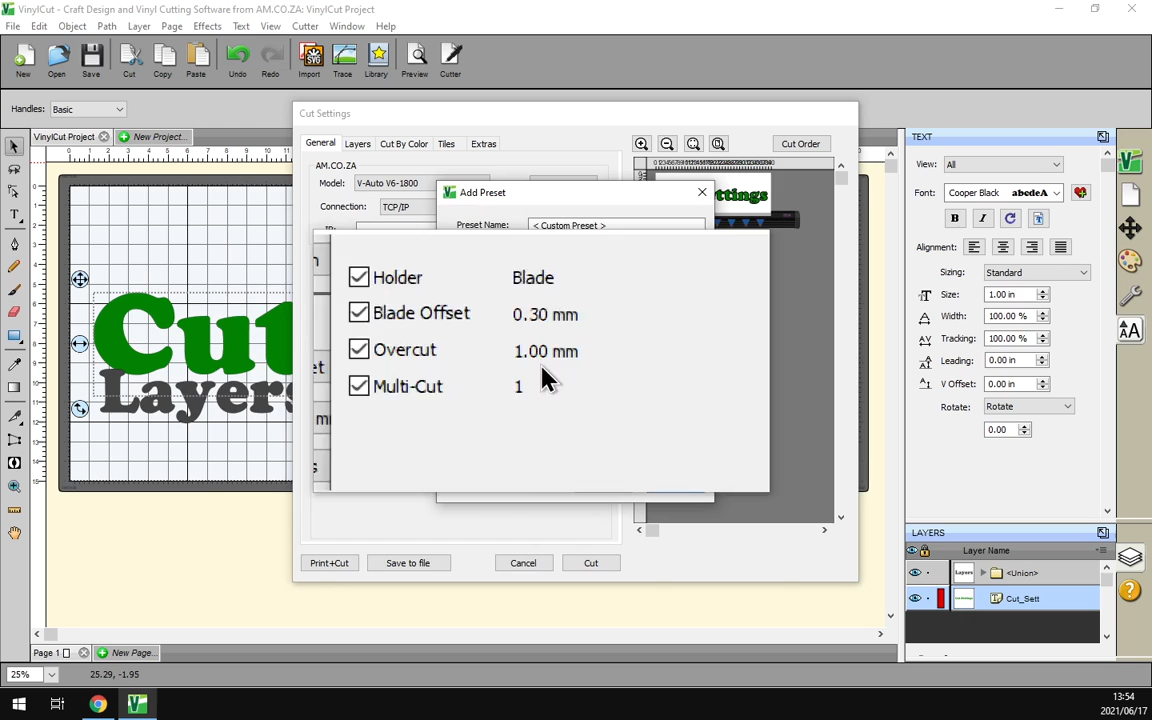 VinylCut - Craft Design and Vinyl Cutting Software from AM.CO.ZA: VinylCut Project
File Edit Object Path Layer Page Effects Text View Cutter Window Help
New Open Save Cut Copy Paste Undo Redo Import Trace Library Preview Cutter
Handles: Basic
VinylCut Project New Project...
Cut Settings
General Layers Cut By Color Tiles Extras
Cut Order
AM.CO.ZA
Model: V-Auto V6-1800
Connection: TCP/IP
Add Preset
Preset Name: < Custom Preset >
ttings
Holder Blade
Blade Offset 0.30 mm
Overcut 1.00 mm
Multi-Cut 1
Print+Cut Save to file Cancel Cut
Cut
Layers
TEXT
View: All
Font: Cooper Black abcdeA
B I
Alignment:
Sizing: Standard
Size: 1.00 in
Width: 100.00 %
Tracking: 100.00 %
Leading: 0.00 in
V Offset: 0.00 in
Rotate: Rotate
0.00
LAYERS
Layer Name
Layers <Union>
Cut_Sett
Page 1 New Page...
25% 25.29, -1.95
13:54
2021/06/17